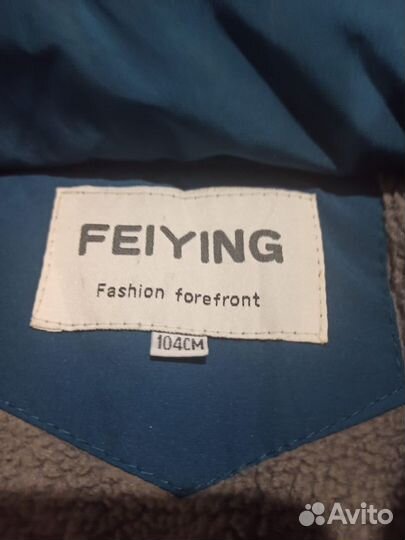 FEIYING
Fashion forefront
104CM
Avito